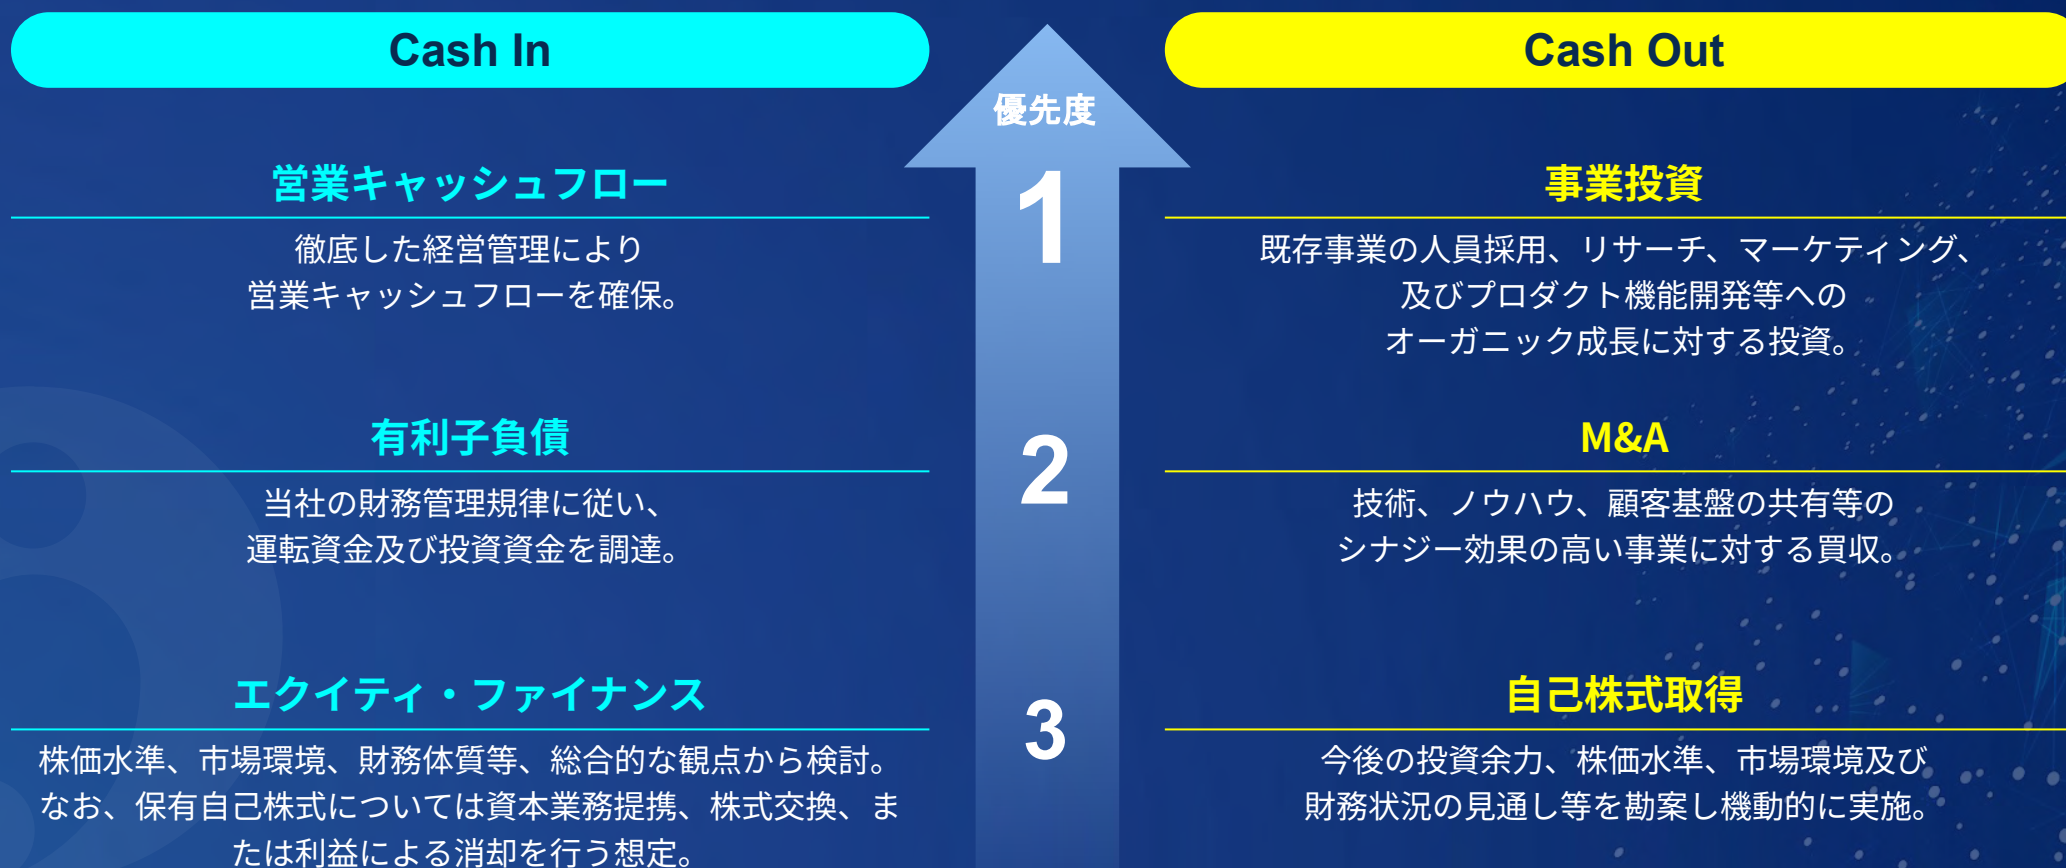 Cash In
営業キャッシュフロー
徹底した経営管理により
営業キャッシュフローを確保。
有利子負債
当社の財務管理規律に従い、
運転資金及び投資資金を調達。
エクイティ・ファイナンス
株価水準、市場環境、財務体質等、総合的な観点から検討。
なお、保有自己株式については資本業務提携、株式交換、ま
たは利益による消却を行う想定。
優先度
1
2
3
Cash Out
事業投資
既存事業の人員採用、リサーチ、マーケティング、
及びプロダクト機能開発等への
オーガニック成長に対する投資。
M&A
技術、ノウハウ、顧客基盤の共有等の
シナジー効果の高い事業に対する買収。
自己株式取得
今後の投資余力、株価水準、市場環境及び
財務状況の見通し等を勘案し機動的に実施。